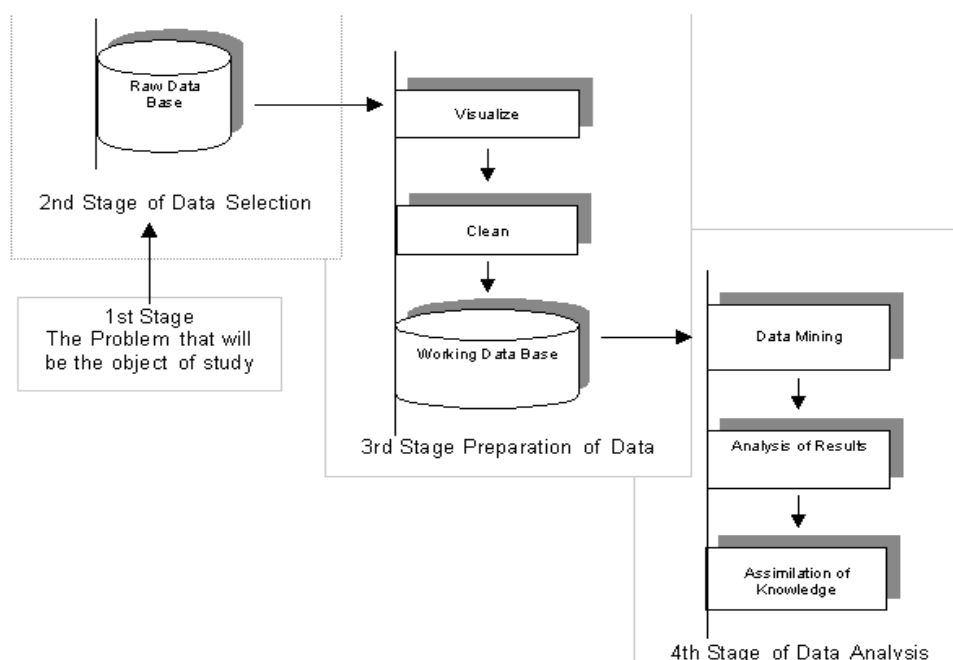 Raw Data
Base
2nd Stage of Data Selection
1st Stage
The Problem that will
be the object of study
Visualize
Clean
Working Data Base
3rd Stage Preparation of Data
Data Mining
Analysis of Results
Assimilation of
Knowledge
4th Stage of Data Analysis